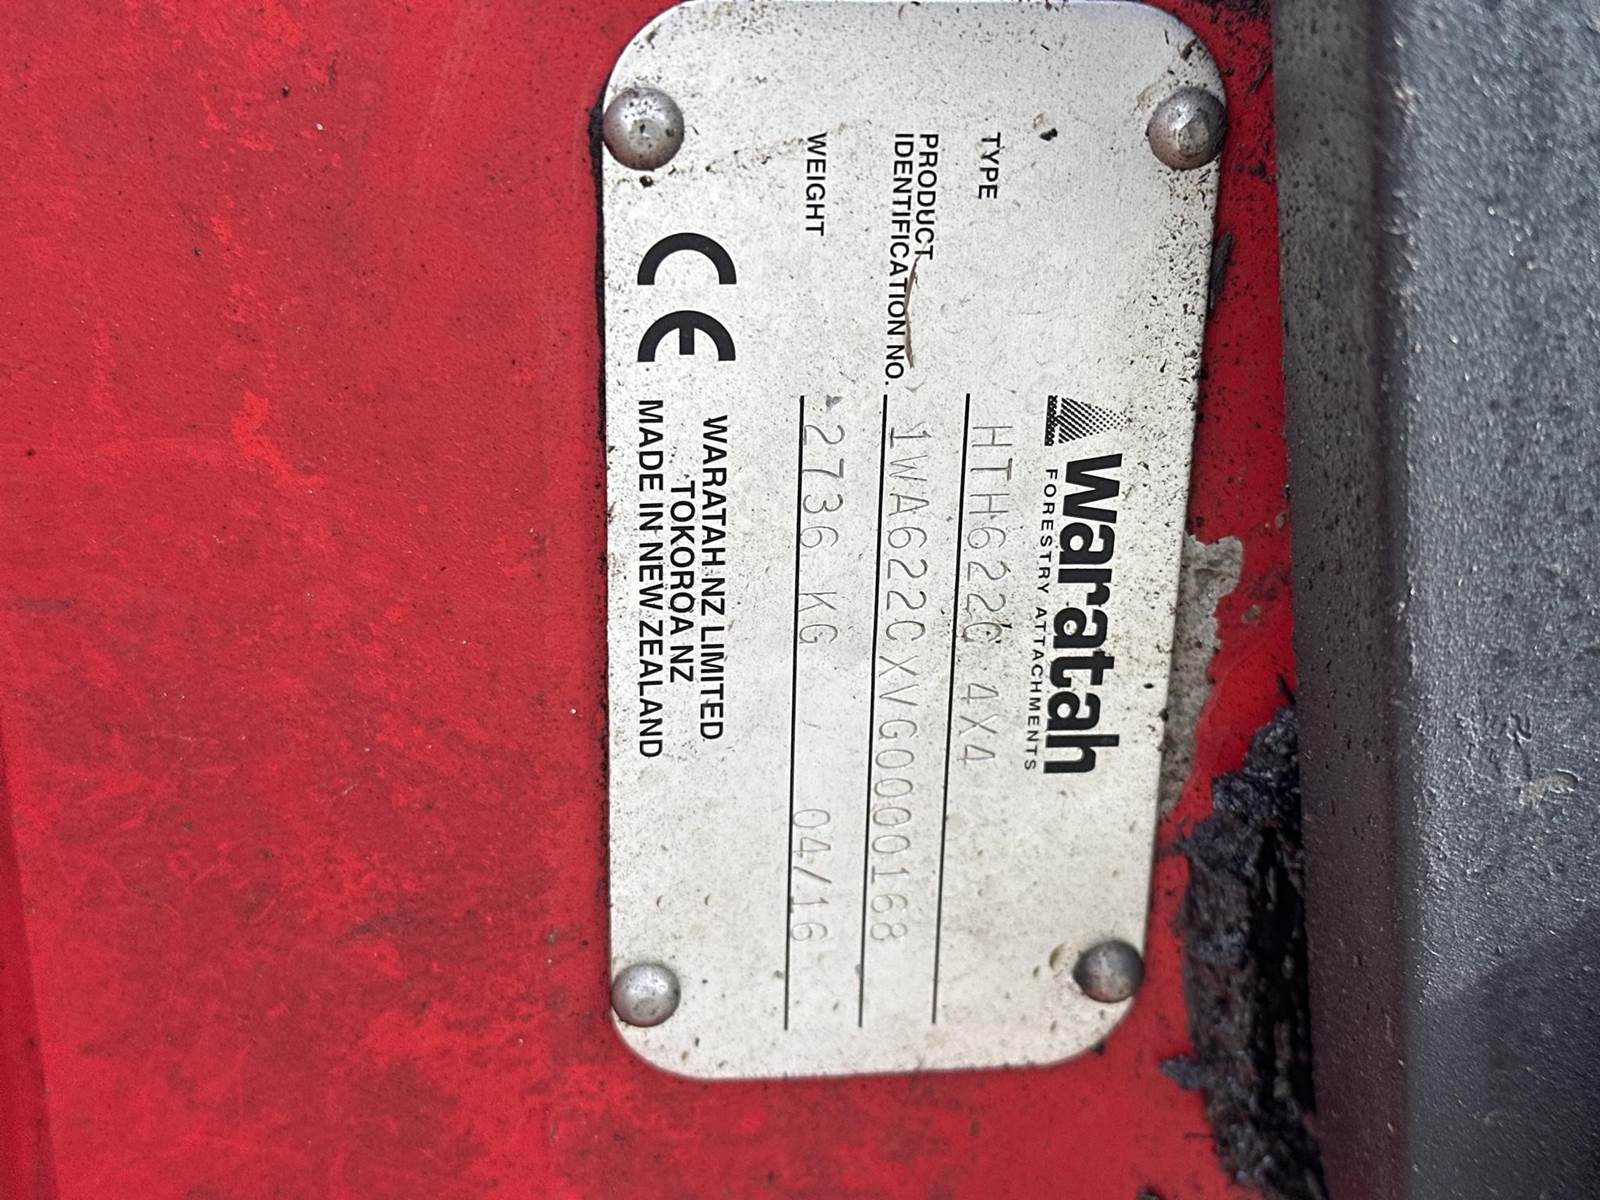 Waratah
FORESTRY ATTACHMENTS
TYPE HTH622C 4X4
PRODUCT
IDENTIFICATION NO. 1WA622CXVG0000168
WEIGHT 2736 KG 04/16
WARATAH NZ LIMITED
TOKOROA NZ
CE MADE IN NEW ZEALAND